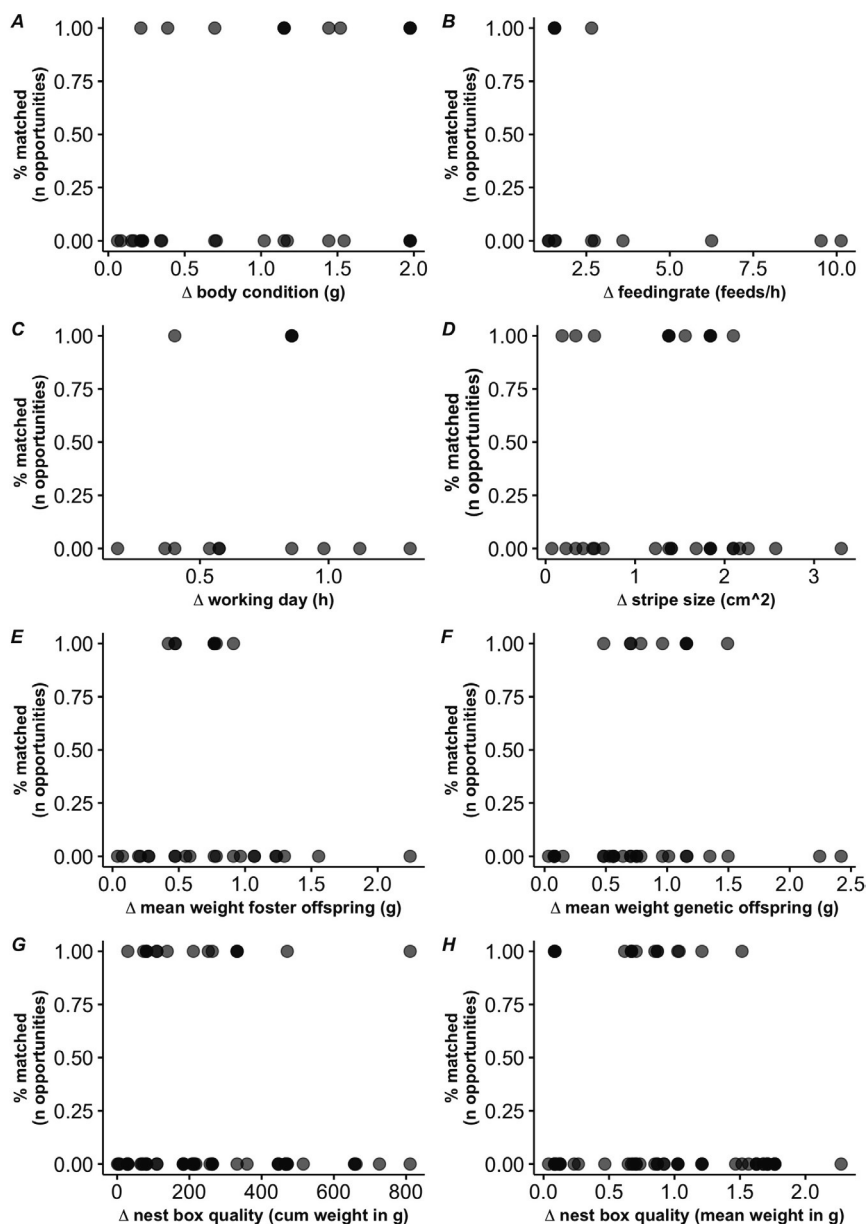 A
% matched
(n opportunities)
1.00
0.75
0.50
0.25
0.00
0.0 0.5 1.0 1.5 2.0
Δ body condition (g)
B
% matched
(n opportunities)
1.00
0.75
0.50
0.25
0.00
2.5 5.0 7.5 10.0
Δ feedingrate (feeds/h)
C
% matched
(n opportunities)
1.00
0.75
0.50
0.25
0.00
0.5 1.0
Δ working day (h)
D
% matched
(n opportunities)
1.00
0.75
0.50
0.25
0.00
0 1 2 3
Δ stripe size (cm^2)
E
% matched
(n opportunities)
1.00
0.75
0.50
0.25
0.00
0.0 0.5 1.0 1.5 2.0
Δ mean weight foster offspring (g)
F
% matched
(n opportunities)
1.00
0.75
0.50
0.25
0.00
0.0 0.5 1.0 1.5 2.0 2.5
Δ mean weight genetic offspring (g)
G
% matched
(n opportunities)
1.00
0.75
0.50
0.25
0.00
0 200 400 600 800
Δ nest box quality (cum weight in g)
H
% matched
(n opportunities)
1.00
0.75
0.50
0.25
0.00
0.0 0.5 1.0 1.5 2.0
Δ nest box quality (mean weight in g)